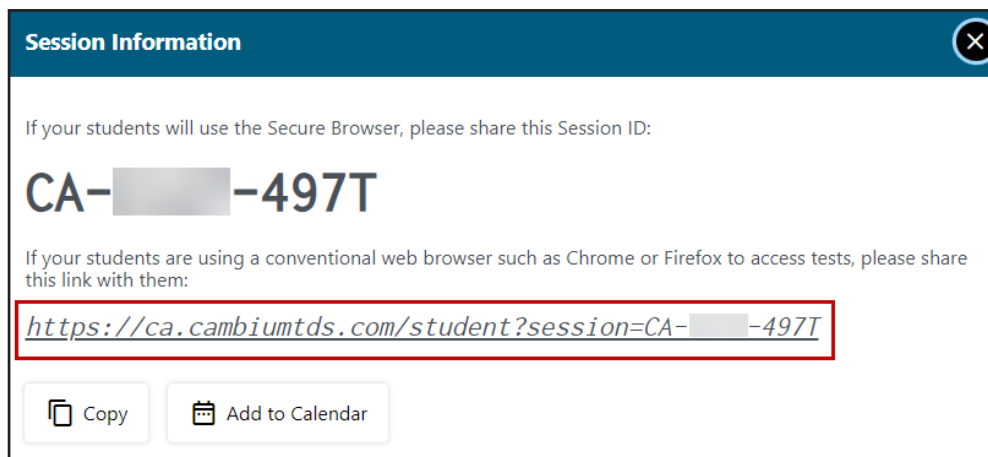 Session Information
If your students will use the Secure Browser, please share this Session ID:
CA- -497T
If your students are using a conventional web browser such as Chrome or Firefox to access tests, please share
this link with them:
https://ca.cambiumtds.com/student?session=CA- -497T
Copy
Add to Calendar